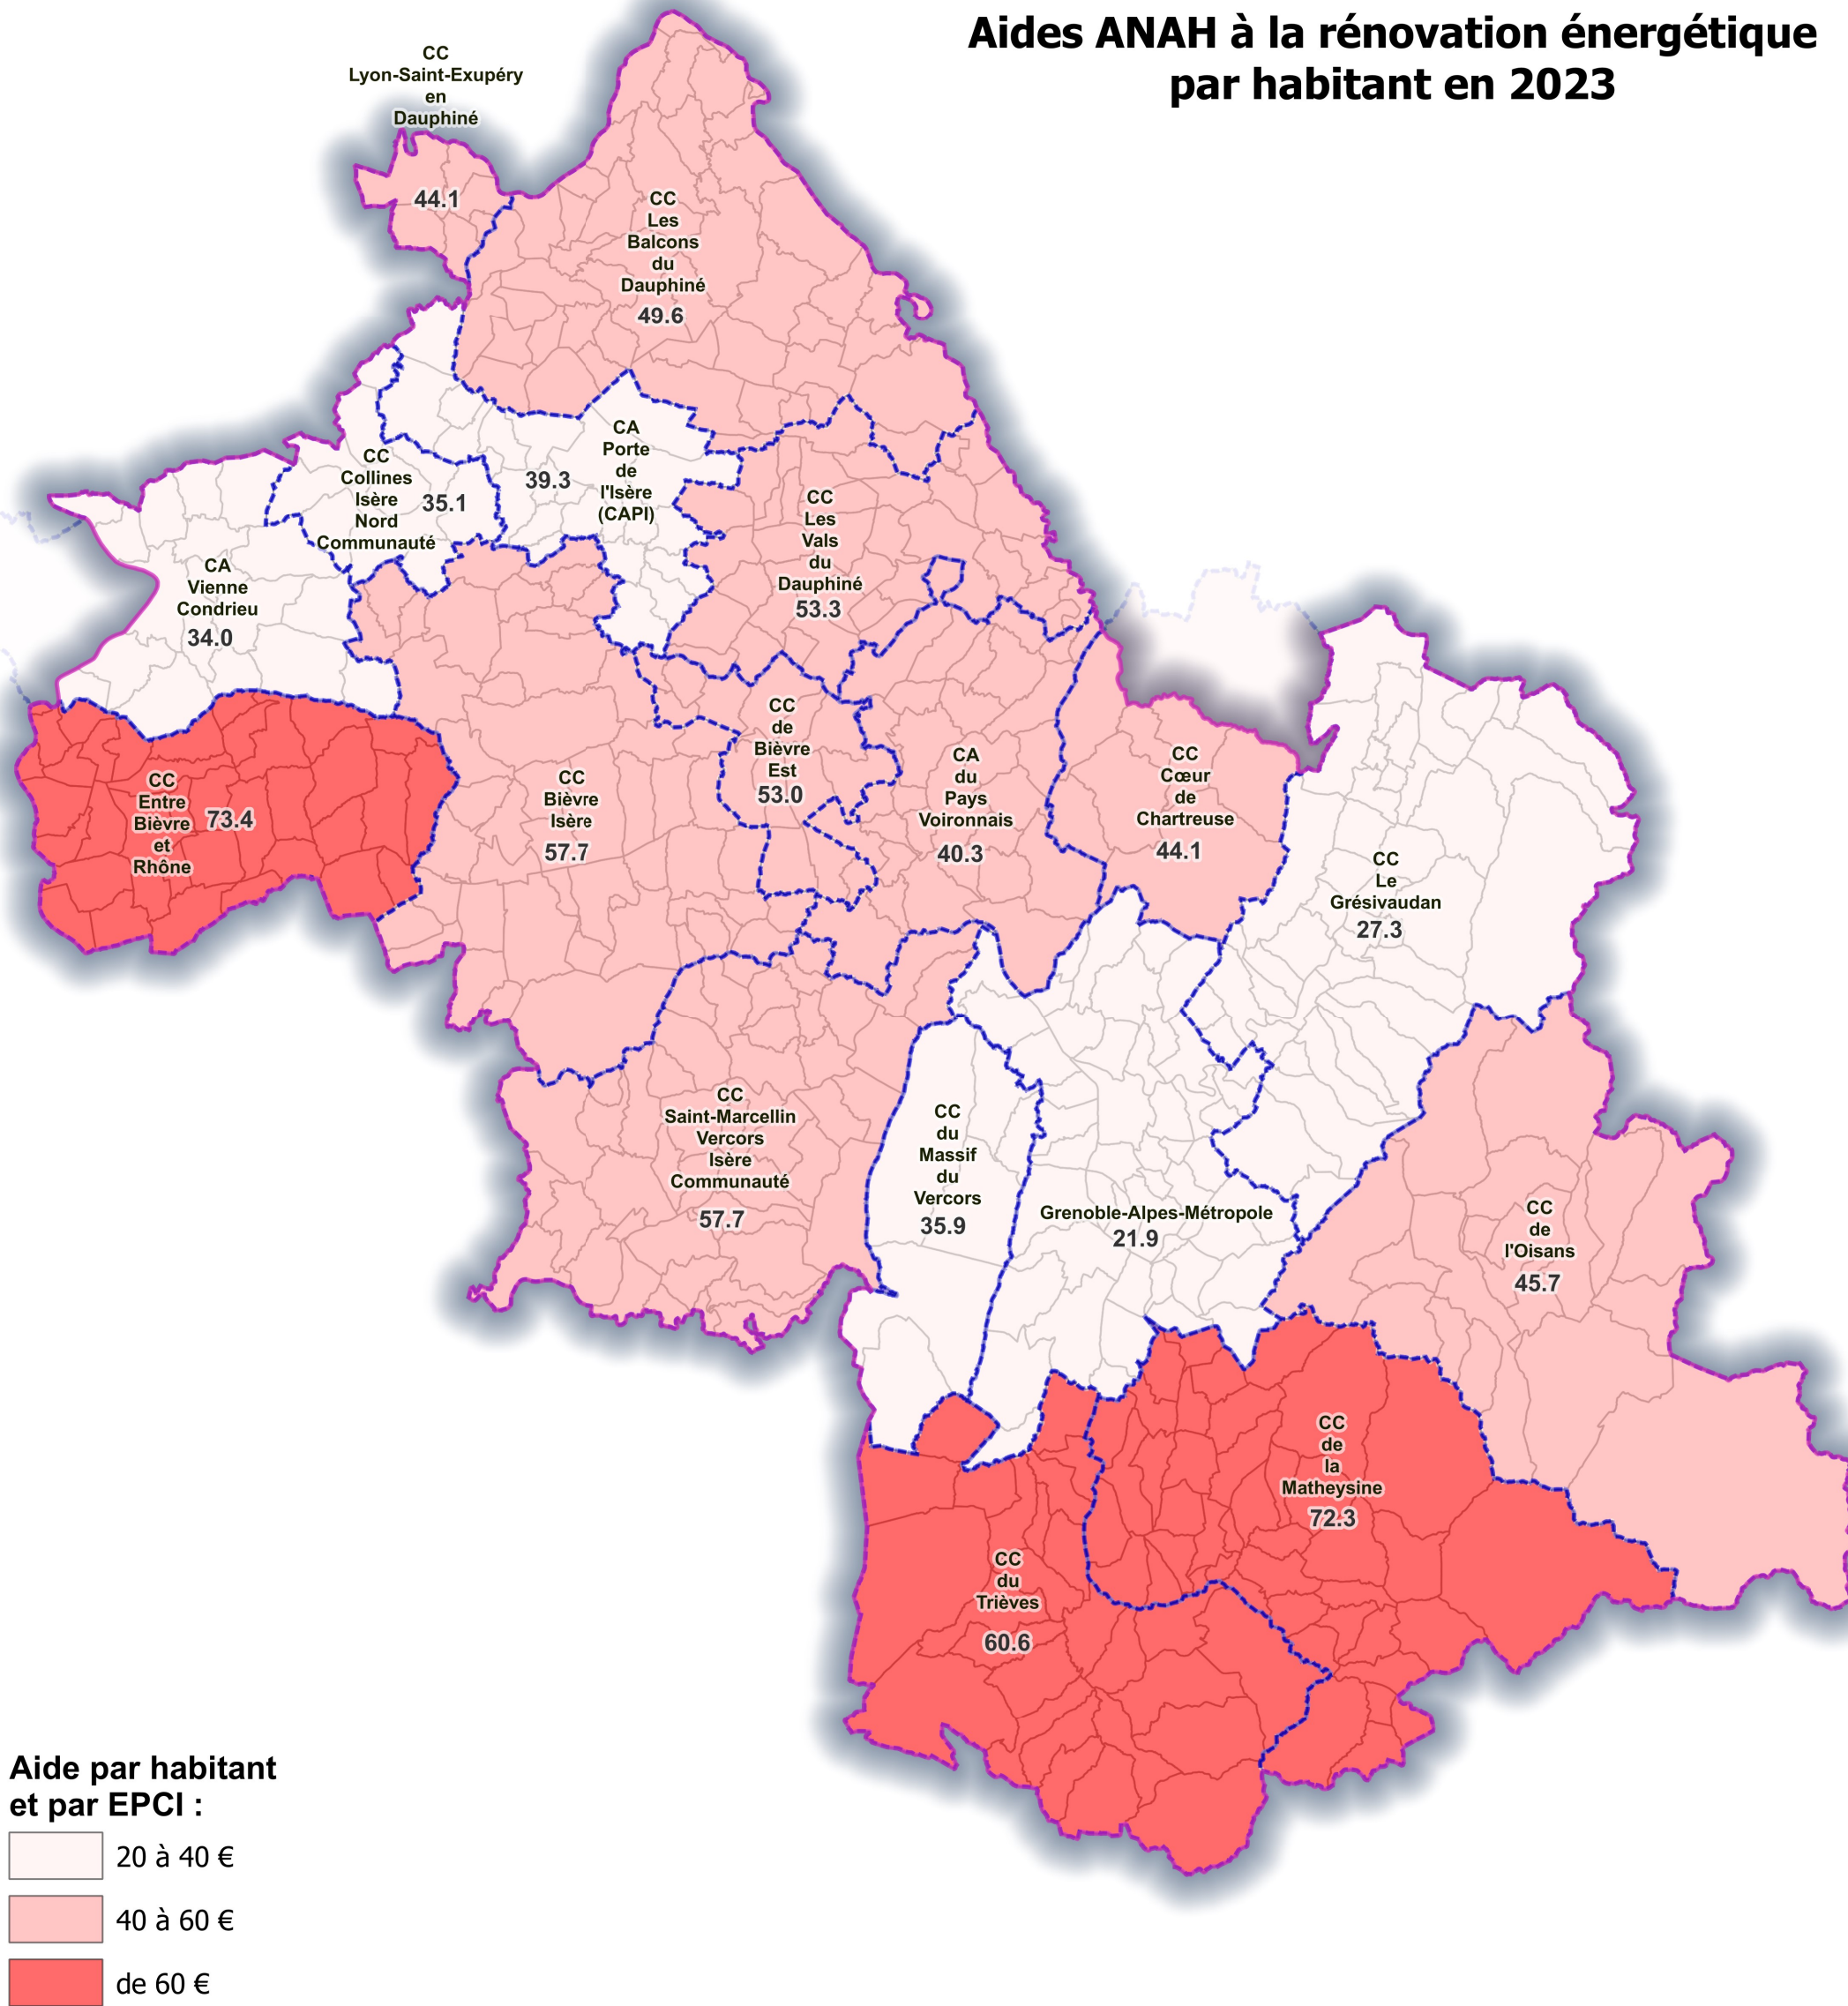 Aides ANAH à la rénovation énergétique
par habitant en 2023
CC
Lyon-Saint-Exupéry
en
Dauphiné
44.1
CC
Les
Balcons
du
Dauphiné
49.6
CA
Porte
de
l'Isère
(CAPI)
39.3
CC
Collines
Isère
Nord
Communauté
35.1
CC
Les
Vals
du
Dauphiné
53.3
CA
Vienne
Condrieu
34.0
CC
de
Bièvre
Est
53.0
CA
du
Pays
Voironnais
40.3
CC
Cœur
de
Chartreuse
44.1
CC
Entre
Bièvre
et
Rhône
73.4
CC
Bièvre
Isère
57.7
CC
Le
Grésivaudan
27.3
CC
Saint-Marcellin
Vercors
Isère
Communauté
57.7
CC
du
Massif
du
Vercors
35.9
Grenoble-Alpes-Métropole
21.9
CC
de
l'Oisans
45.7
CC
de
la
Matheysine
72.3
CC
du
Trièves
60.6
Aide par habitant
et par EPCI :
20 à 40 €
40 à 60 €
de 60 €